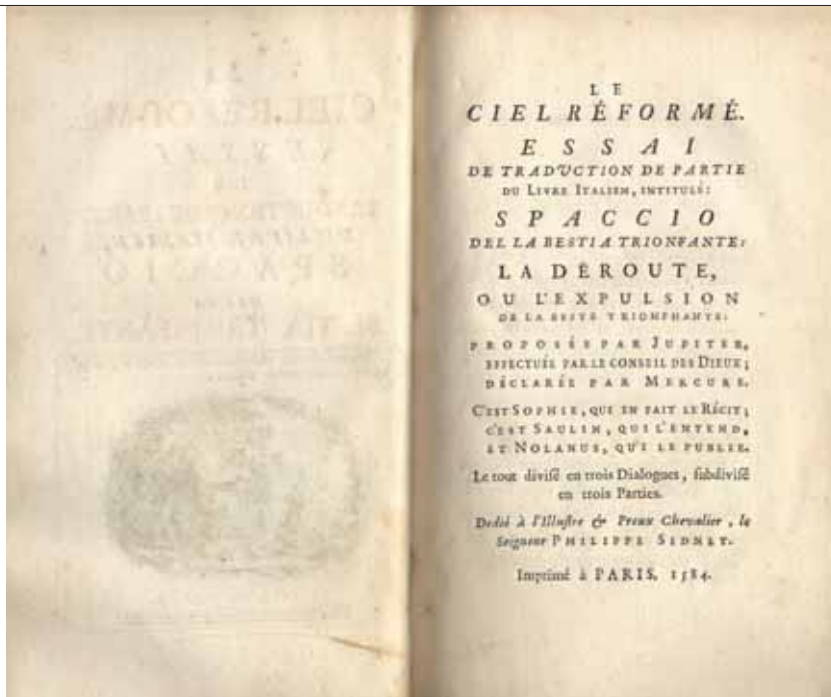 LE
CIEL RÉFORMÉ.
ESSAI
DE TRADUCTION DE PARTIE
DU LIVRE ITALIEN, INTITULÉ:
SPACCIO
DEL LA BESTIA TRIONFANTE:
LA DÉROUTE,
OU L'EXPULSION
DE LA BESTE TRIOMPHANTE:
PROPOSÉE PAR JUPITER,
EFFECTUÉE PAR LE CONSEIL DES DIEUX;
DÉCLARÉE PAR MERCURE.
C'EST SOPHIE, QUI EN FAIT LE RÉCIT;
C'EST SAULIN, QUI L'ENTEND,
ET NOLANUS, QUI LE PUBLIE.
Le tout divisé en trois Dialogues, subdivisé
en trois Parties.
Dedié à l'Illustre & Preux Chevalier, le
Seigneur PHILIPPE SIDNEY.
Imprimé à PARIS. 1584.